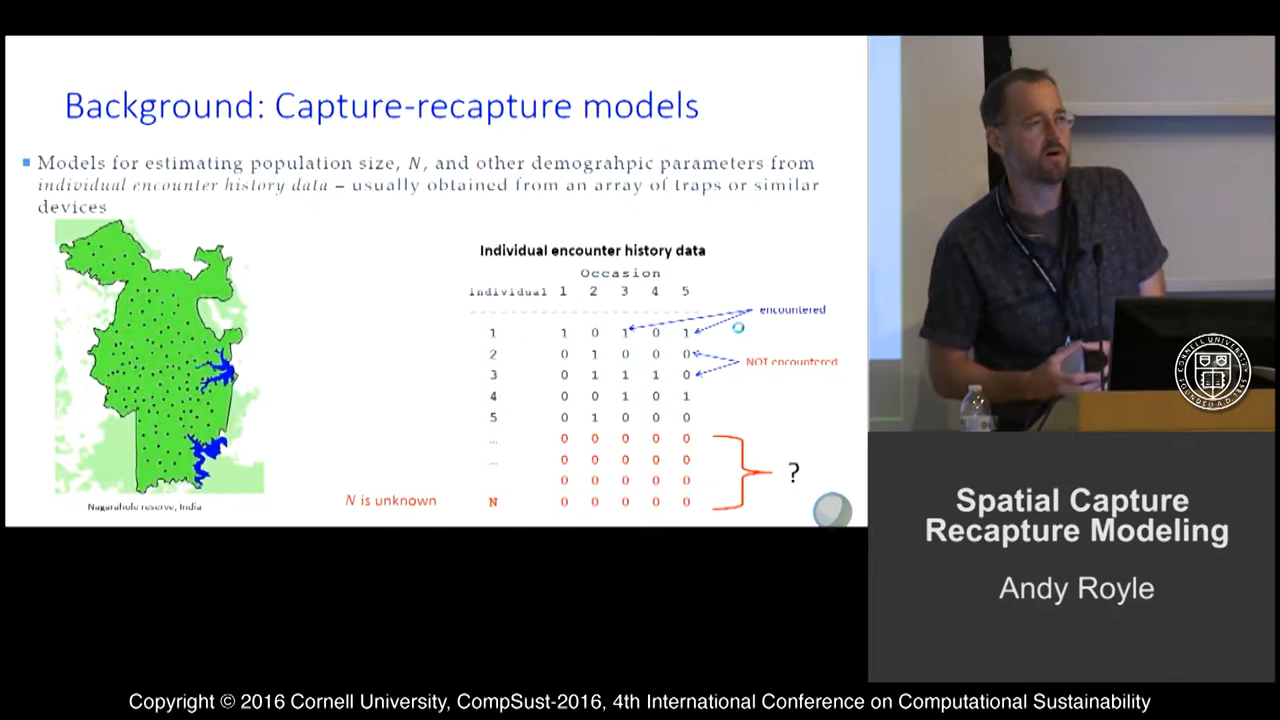 Background: Capture-recapture models
Models for estimating population size, N, and other demograhpic parameters from
individual encounter history data – usually obtained from an array of traps or similar
devices
Individual encounter history data
Occasion
individual 1 2 3 4 5
1 1 0 1 0 1
encountered
2 0 1 0 0 0
NOT encountered
3 0 1 1 1 0
4 0 0 1 0 1
5 0 1 0 0 0
... 0 0 0 0 0
... 0 0 0 0 0
0 0 0 0 0
N 0 0 0 0 0
?
N is unknown
Nagarahole reserve, India
CORNELL UNIVERSITY
FOUNDED A.D. 1865
Spatial Capture
Recapture Modeling
Andy Royle
Copyright © 2016 Cornell University, CompSust-2016, 4th International Conference on Computational Sustainability